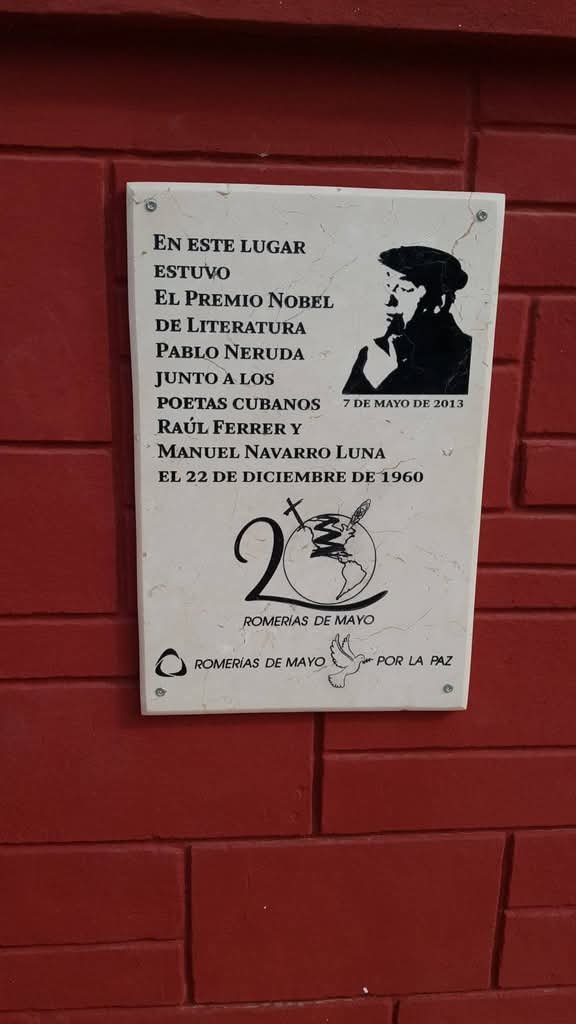 EN ESTE LUGAR
ESTUVO
EL PREMIO NOBEL
DE LITERATURA
PABLO NERUDA
JUNTO A LOS
POETAS CUBANOS
RAÚL FERRER Y
MANUEL NAVARRO LUNA
EL 22 DE DICIEMBRE DE 1960
7 DE MAYO DE 2013
20
ROMERÍAS DE MAYO
ROMERÍAS DE MAYO POR LA PAZ